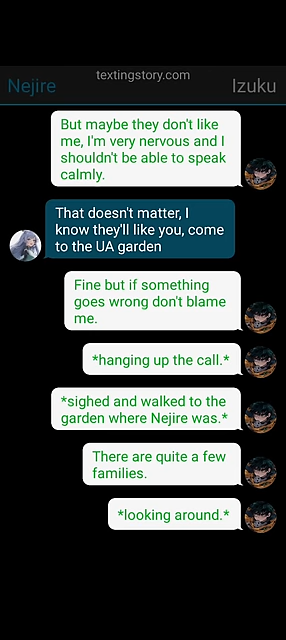 textingstory.com
Nejire
Izuku
But maybe they don't like
me, I'm very nervous and I
shouldn't be able to speak
calmly.
That doesn't matter, I
know they'll like you, come
to the UA garden
Fine but if something
goes wrong don't blame
me.
*hanging up the call.*
*sighed and walked to the
garden where Nejire was.*
There are quite a few
families.
*looking around.*